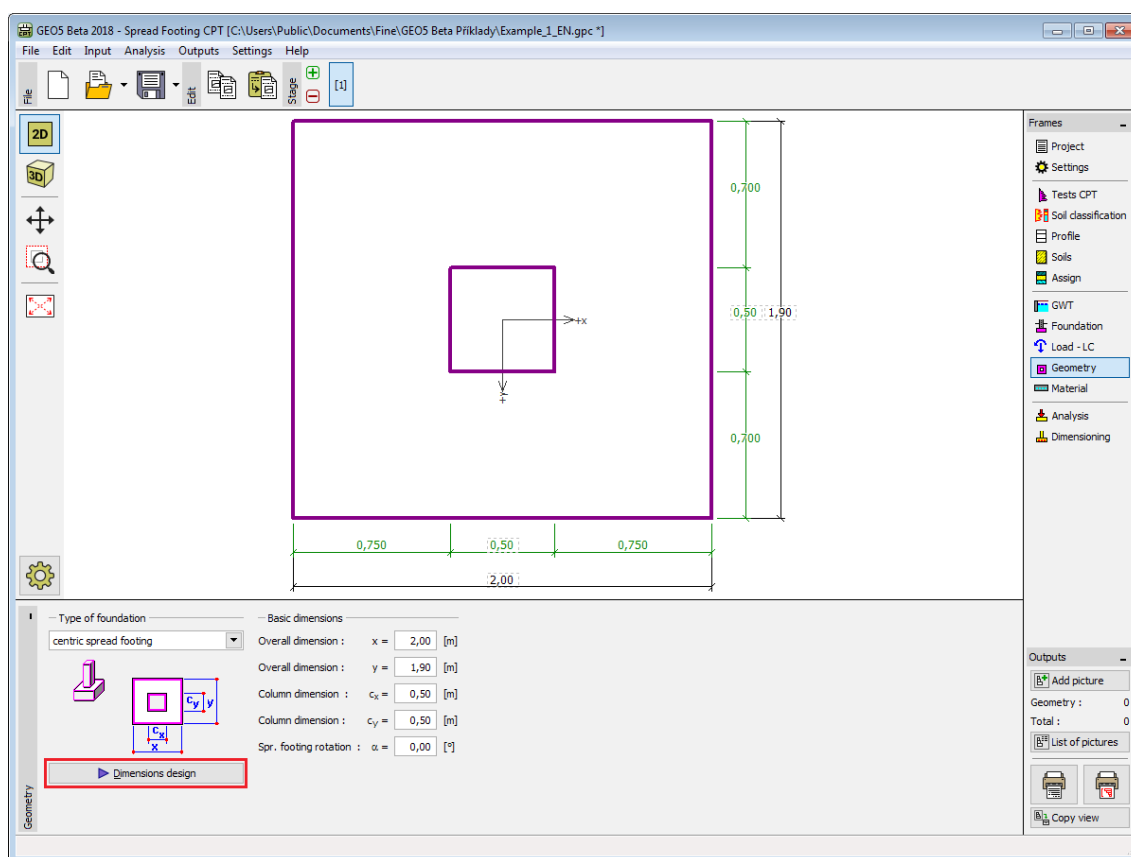 GEO5 Beta 2018 - Spread Footing CPT [C:\Users\Public\Documents\Fine\GEO5 Beta Příklady\Example_1_EN.gpc *]
File Edit Input Analysis Outputs Settings Help
File
Edit
Stage
[1]
2D
3D
0,700
0,50
1,90
0,700
+x
+y
0,750
0,50
0,750
2,00
Frames
Project
Settings
Tests CPT
Soil classification
Profile
Soils
Assign
GWT
Foundation
Load - LC
Geometry
Material
Analysis
Dimensioning
Outputs
Add picture
Geometry : 0
Total : 0
List of pictures
Copy view
Geometry
Type of foundation
centric spread footing
cy y
cx
x
Dimensions design
Basic dimensions
Overall dimension : x = 2,00 [m]
Overall dimension : y = 1,90 [m]
Column dimension : cx = 0,50 [m]
Column dimension : cy = 0,50 [m]
Spr. footing rotation : α = 0,00 [°]